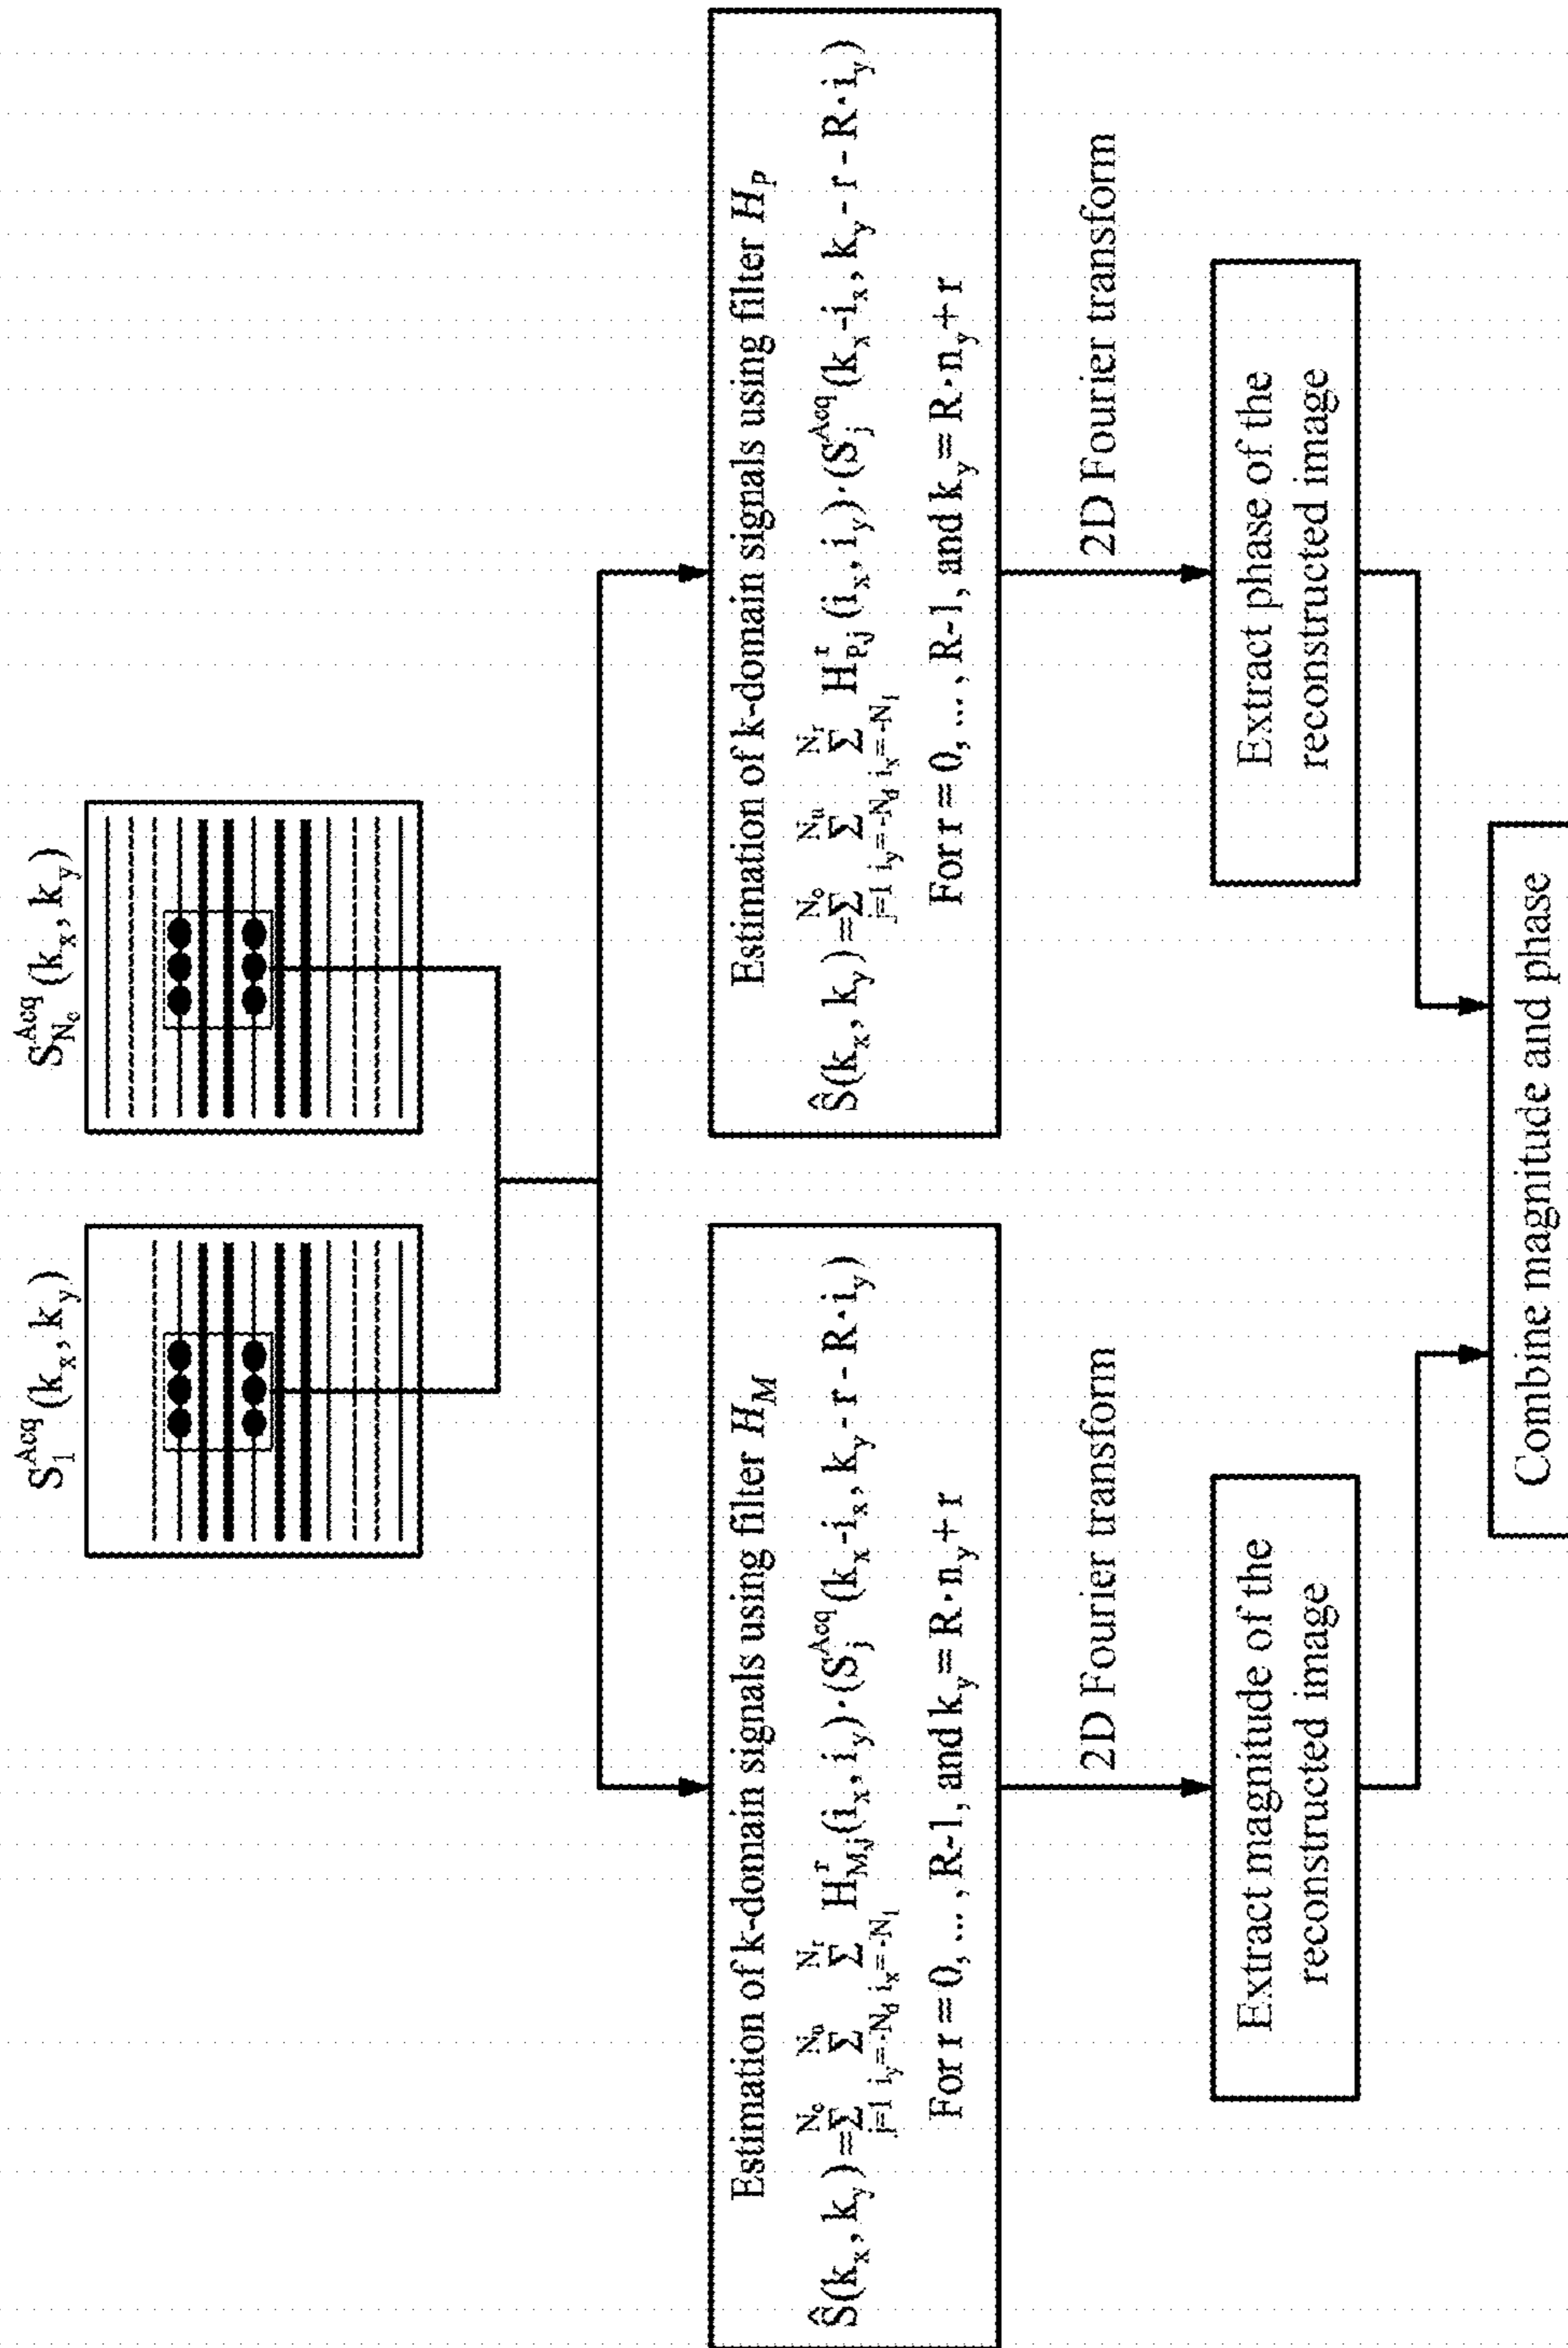 S_1^Acq (k_x, k_y)
S_{N_c}^Acq (k_x, k_y)
Estimation of k-domain signals using filter H_M
Ŝ(k_x, k_y) = Σ_{j=1}^{N_c} Σ_{i_y=-N_d}^{N_u} Σ_{i_x=-N_l}^{N_r} H_{M,j}^r (i_x, i_y)·(S_j^Acq (k_x-i_x, k_y - r - R·i_y)
For r = 0, ... , R-1, and k_y = R·n_y + r
Estimation of k-domain signals using filter H_P
Ŝ(k_x, k_y) = Σ_{j=1}^{N_c} Σ_{i_y=-N_d}^{N_u} Σ_{i_x=-N_l}^{N_r} H_{P,j}^r (i_x, i_y)·(S_j^Acq (k_x-i_x, k_y - r - R·i_y)
For r = 0, ... , R-1, and k_y = R·n_y + r
2D Fourier transform
2D Fourier transform
Extract magnitude of the
reconstructed image
Extract phase of the
reconstructed image
Combine magnitude and phase